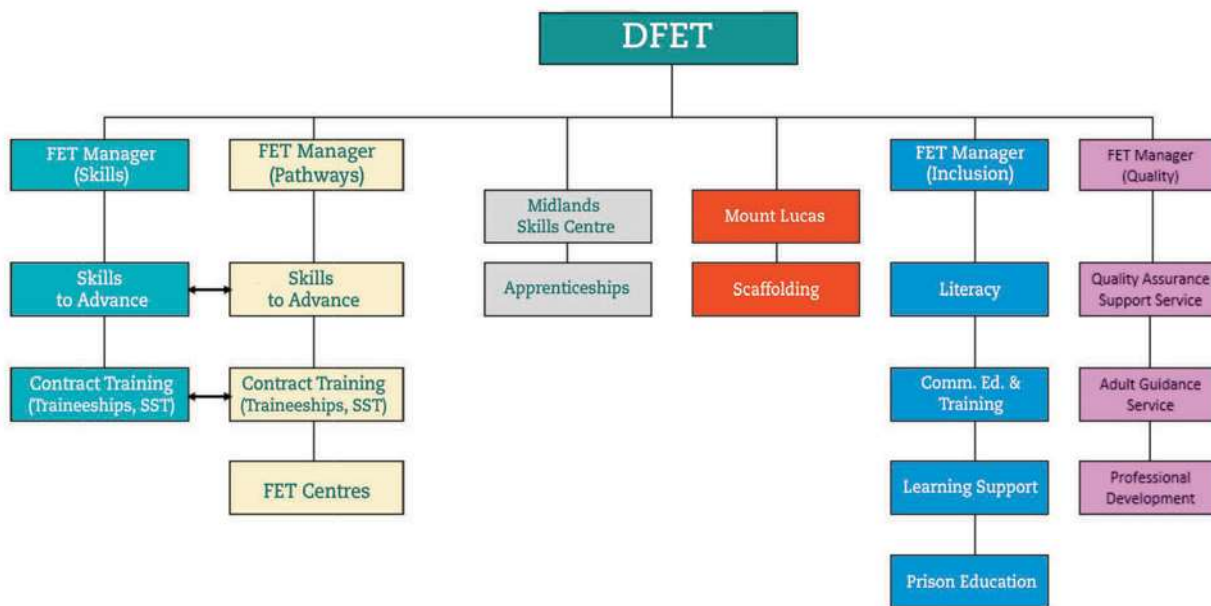 DFET
FET Manager
(Skills)
Skills
to Advance
Contract Training
(Traineeships, SST)
FET Manager
(Pathways)
Skills
to Advance
Contract Training
(Traineeships, SST)
FET Centres
Midlands
Skills Centre
Apprenticeships
Mount Lucas
Scaffolding
FET Manager
(Inclusion)
Literacy
Comm. Ed. &
Training
Learning Support
Prison Education
FET Manager
(Quality)
Quality Assurance
Support Service
Adult Guidance
Service
Professional
Development